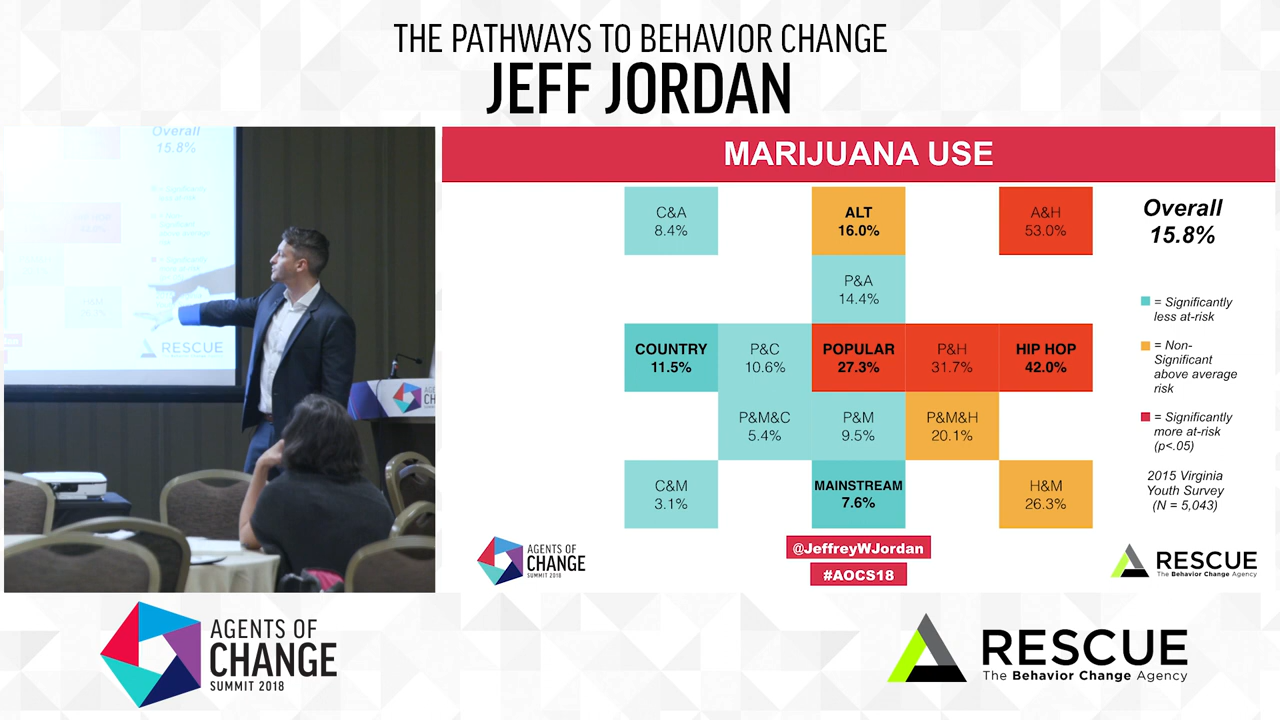 THE PATHWAYS TO BEHAVIOR CHANGE
JEFF JORDAN
Overall
15.8%
RESCUE
MARIJUANA USE
C&A
8.4%
ALT
16.0%
A&H
53.0%
Overall
15.8%
P&A
14.4%
= Significantly
less at-risk
COUNTRY
11.5%
P&C
10.6%
POPULAR
27.3%
P&H
31.7%
HIP HOP
42.0%
= Non-
Significant
above average
risk
P&M&C
5.4%
P&M
9.5%
P&M&H
20.1%
= Significantly
more at-risk
(p<.05)
C&M
3.1%
MAINSTREAM
7.6%
H&M
26.3%
2015 Virginia
Youth Survey
(N = 5,043)
AGENTS OF
CHANGE
SUMMIT 2018
@JeffreyWJordan
#AOCS18
RESCUE
The Behavior Change Agency
AGENTS OF
CHANGE
SUMMIT 2018
RESCUE
The Behavior Change Agency